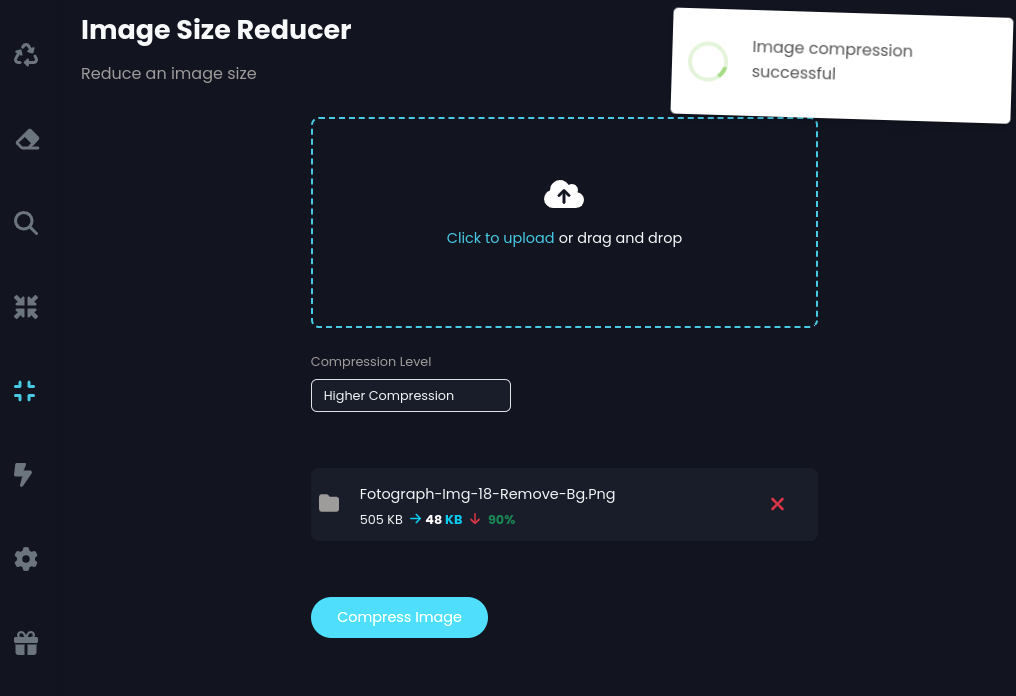 Image Size Reducer
Reduce an image size
Image compression
successful
Click to upload or drag and drop
Compression Level
Higher Compression
Fotograph-Img-18-Remove-Bg.Png
505 KB → 48 KB ↓ 90%
Compress Image